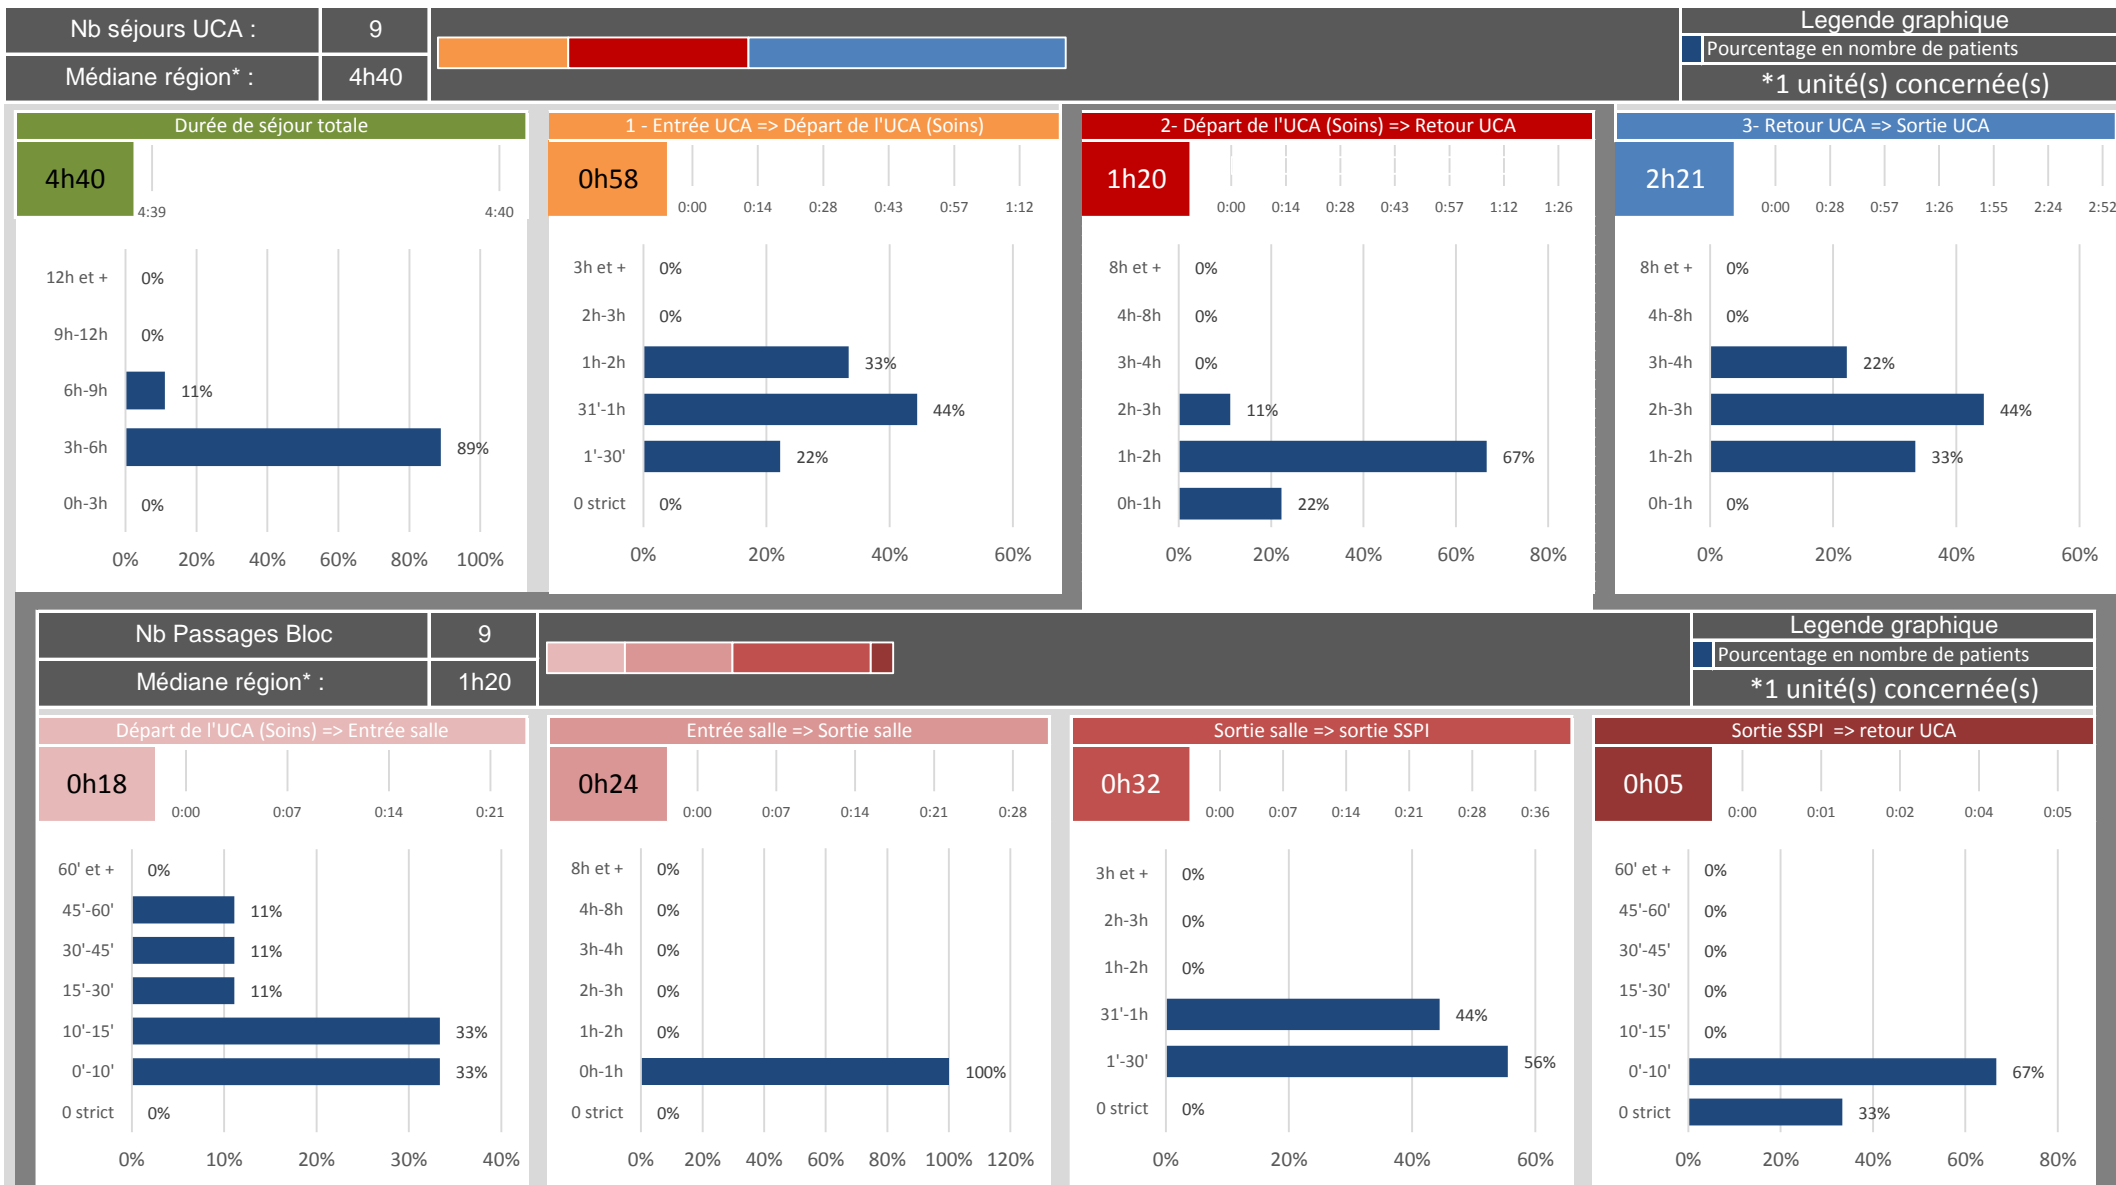 Nb séjours UCA :
9
Médiane région* :
4h40
Legende graphique
Pourcentage en nombre de patients
*1 unité(s) concernée(s)
Durée de séjour totale
4h40
4:39 4:40
12h et + 0%
9h-12h 0%
6h-9h 11%
3h-6h 89%
0h-3h 0%
0% 20% 40% 60% 80% 100%
1 - Entrée UCA => Départ de l'UCA (Soins)
0h58
0:00 0:14 0:28 0:43 0:57 1:12
3h et + 0%
2h-3h 0%
1h-2h 33%
31'-1h 44%
1'-30' 22%
0 strict 0%
0% 20% 40% 60%
2- Départ de l'UCA (Soins) => Retour UCA
1h20
0:00 0:14 0:28 0:43 0:57 1:12 1:26
8h et + 0%
4h-8h 0%
3h-4h 0%
2h-3h 11%
1h-2h 67%
0h-1h 22%
0% 20% 40% 60% 80%
3- Retour UCA => Sortie UCA
2h21
0:00 0:28 0:57 1:26 1:55 2:24 2:52
8h et + 0%
4h-8h 0%
3h-4h 22%
2h-3h 44%
1h-2h 33%
0h-1h 0%
0% 20% 40% 60%
Nb Passages Bloc
9
Médiane région* :
1h20
Legende graphique
Pourcentage en nombre de patients
*1 unité(s) concernée(s)
Départ de l'UCA (Soins) => Entrée salle
0h18
0:00 0:07 0:14 0:21
60' et + 0%
45'-60' 11%
30'-45' 11%
15'-30' 11%
10'-15' 33%
0'-10' 33%
0 strict 0%
0% 10% 20% 30% 40%
Entrée salle => Sortie salle
0h24
0:00 0:07 0:14 0:21 0:28
8h et + 0%
4h-8h 0%
3h-4h 0%
2h-3h 0%
1h-2h 0%
0h-1h 100%
0 strict 0%
0% 20% 40% 60% 80% 100% 120%
Sortie salle => sortie SSPI
0h32
0:00 0:07 0:14 0:21 0:28 0:36
3h et + 0%
2h-3h 0%
1h-2h 0%
31'-1h 44%
1'-30' 56%
0 strict 0%
0% 20% 40% 60%
Sortie SSPI => retour UCA
0h05
0:00 0:01 0:02 0:04 0:05
60' et + 0%
45'-60' 0%
30'-45' 0%
15'-30' 0%
10'-15' 0%
0'-10' 67%
0 strict 33%
0% 20% 40% 60% 80%